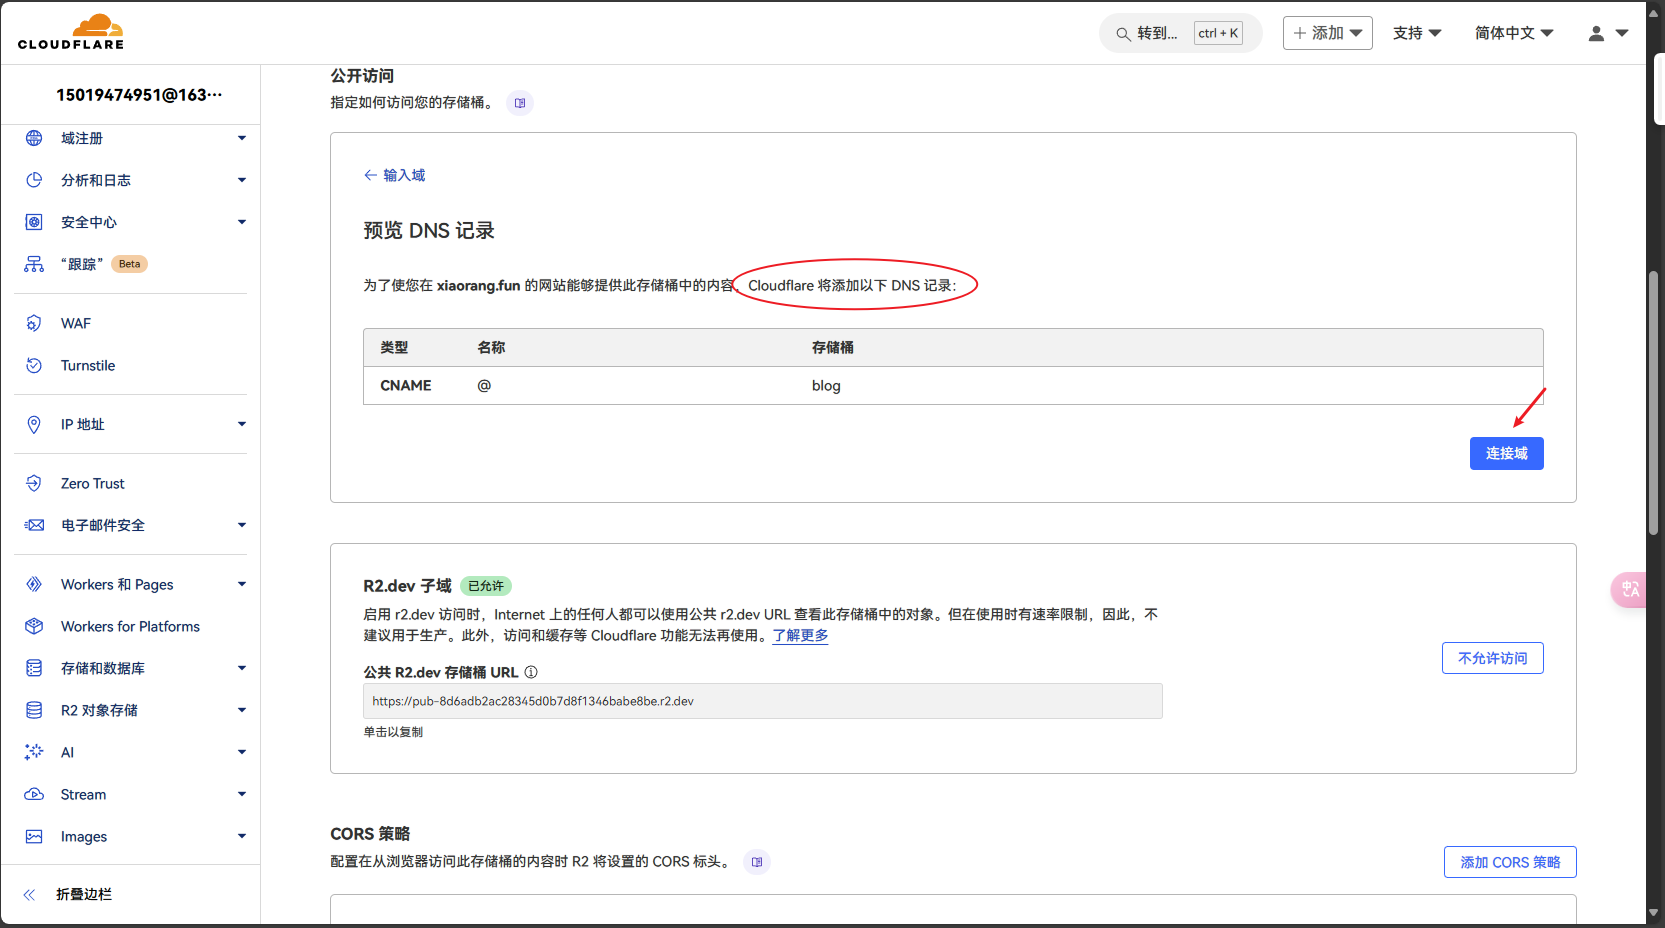 CLOUDFLARE
转到... ctrl + K
添加
支持
简体中文
15019474951@163···
域注册
分析和日志
安全中心
“跟踪” Beta
WAF
Turnstile
IP 地址
Zero Trust
电子邮件安全
Workers 和 Pages
Workers for Platforms
存储和数据库
R2 对象存储
AI
Stream
Images
折叠边栏
公开访问
指定如何访问您的存储桶。
输入域
预览 DNS 记录
为了使您在 xiaorang.fun 的网站能够提供此存储桶中的内容，Cloudflare 将添加以下 DNS 记录：
类型 名称 存储桶
CNAME @ blog
连接域
R2.dev 子域 已允许
启用 r2.dev 访问时，Internet 上的任何人都可以使用公共 r2.dev URL 查看此存储桶中的对象。但在使用时有速率限制，因此，不
建议用于生产。此外，访问和缓存等 Cloudflare 功能无法再使用。了解更多
不允许访问
公共 R2.dev 存储桶 URL
https://pub-8d6adb2ac28345d0b7d8f1346babe8be.r2.dev
单击以复制
CORS 策略
配置在从浏览器访问此存储桶的内容时 R2 将设置的 CORS 标头。
添加 CORS 策略
中A